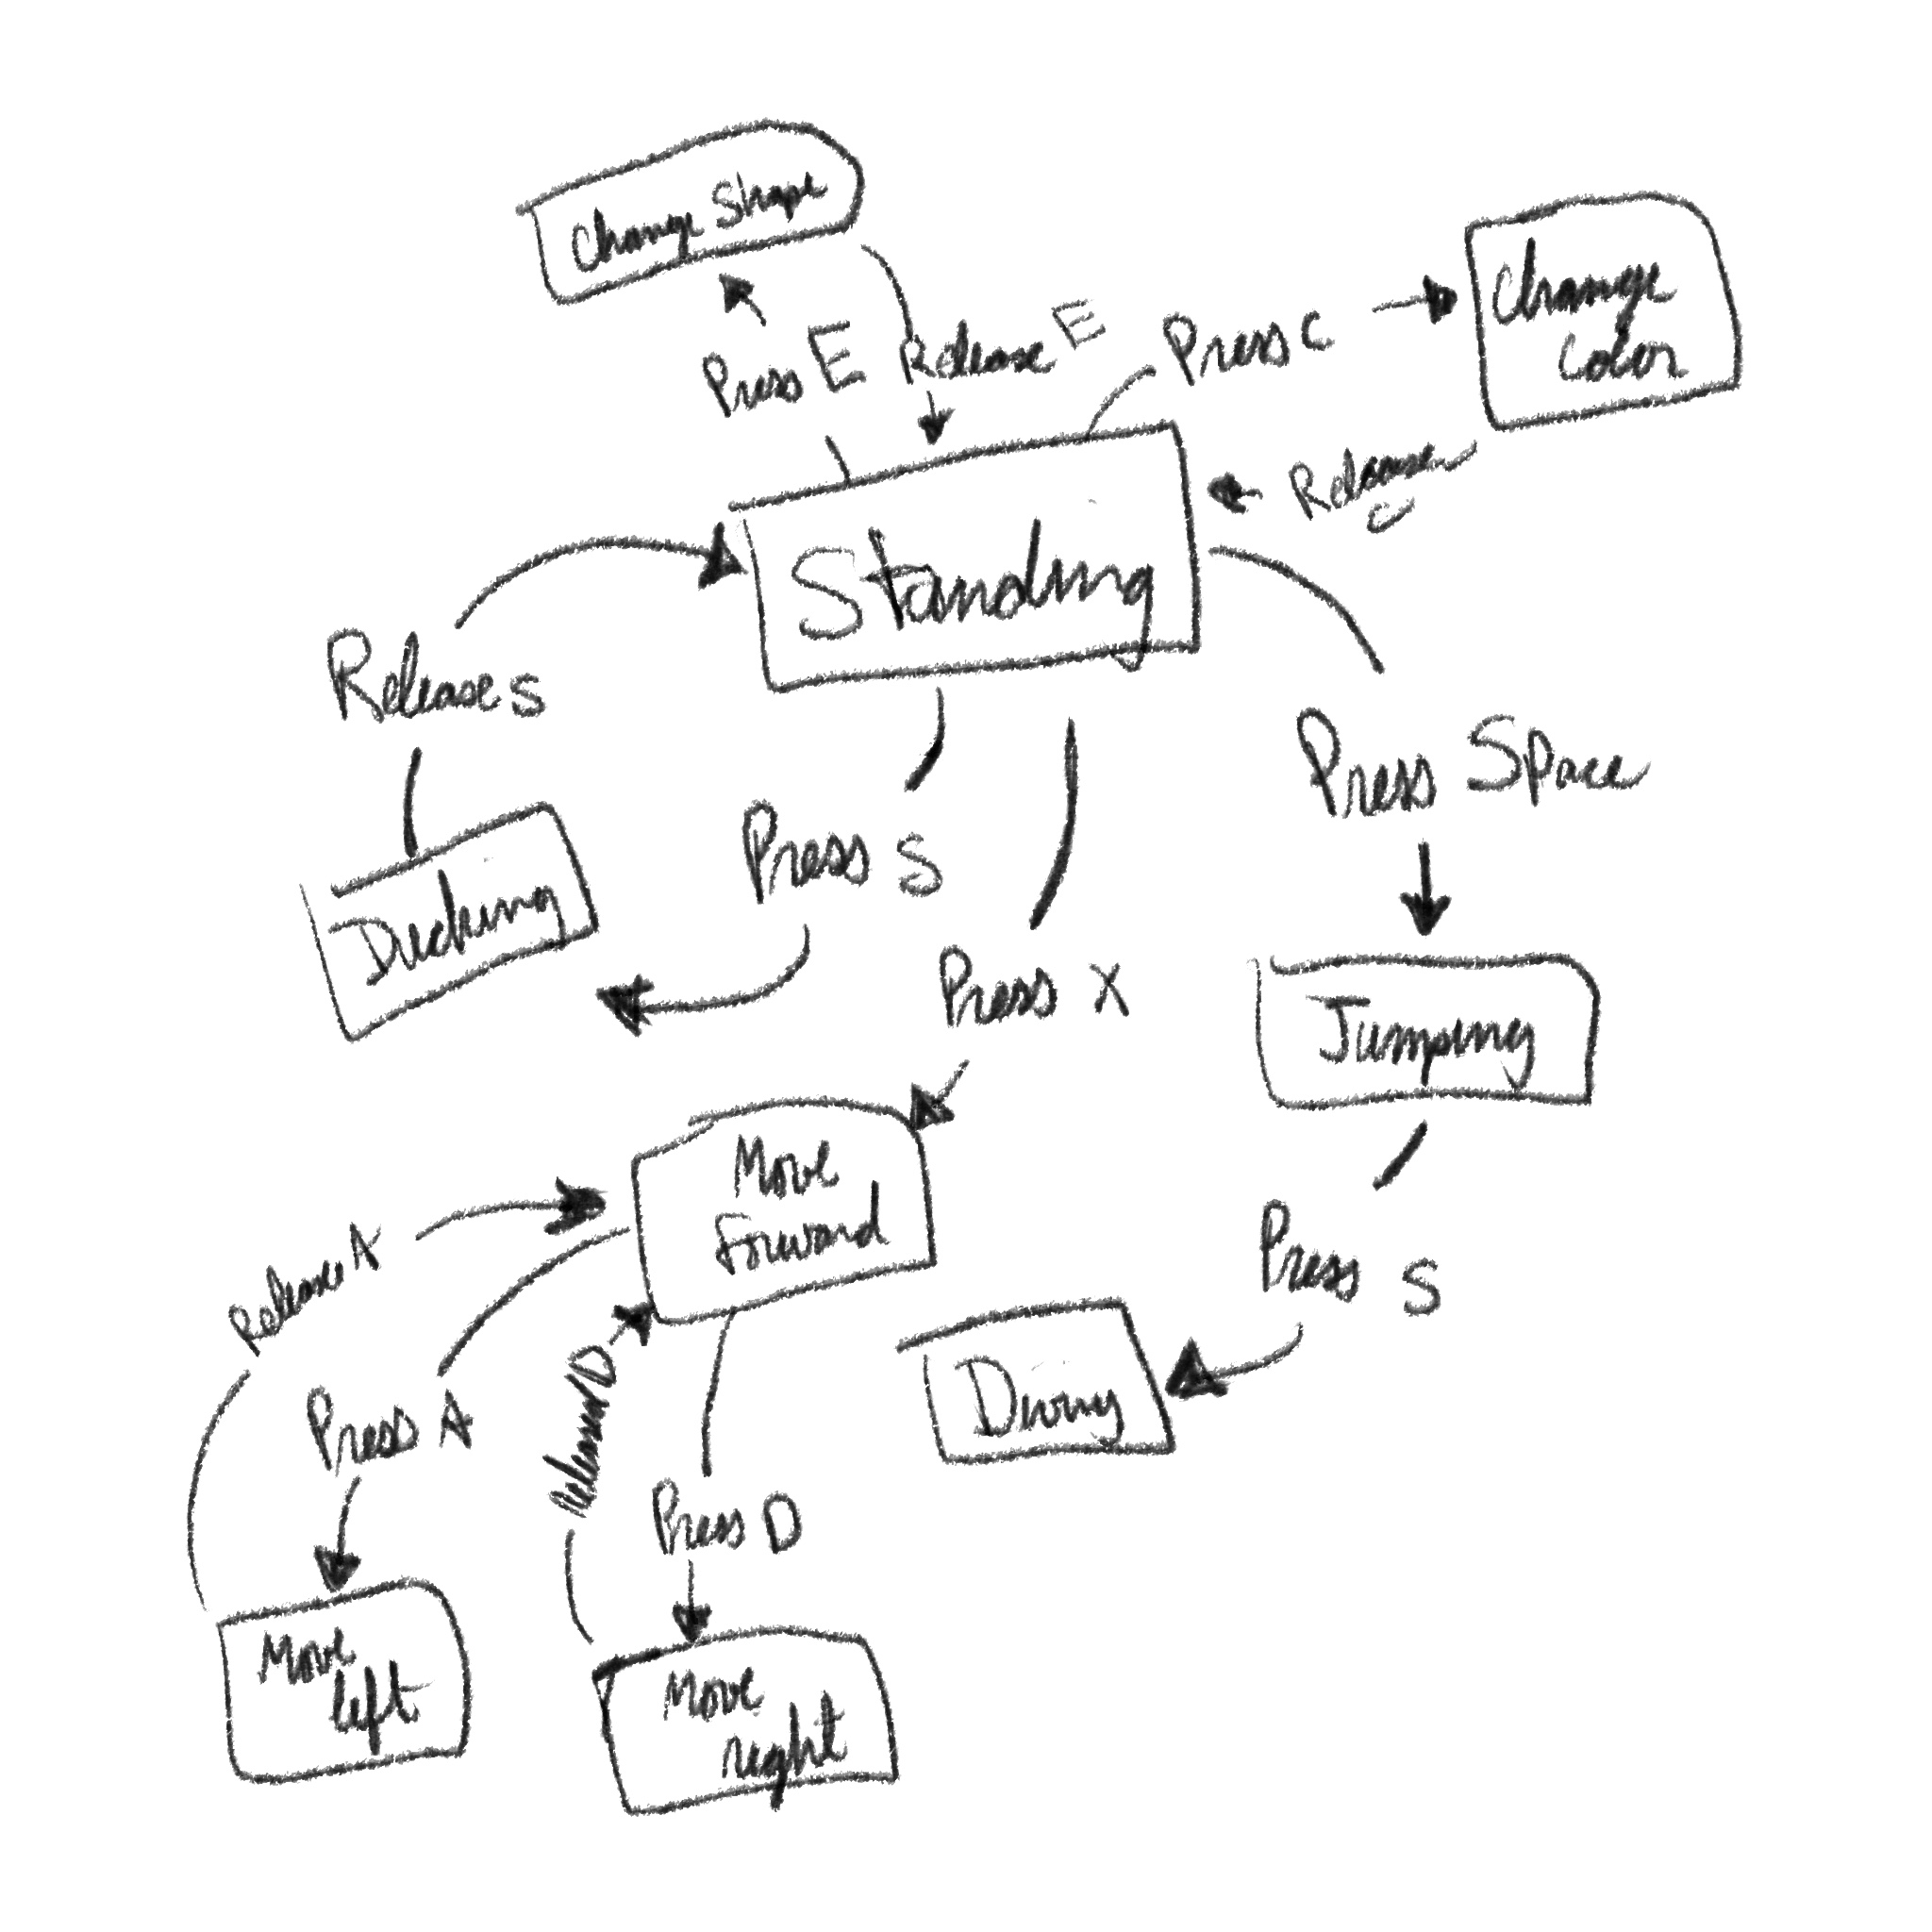 Change Shape
Change
Color
Press E
Release E
Press C
Release
C
Standing
Release S
Press S
Press Space
Ducking
Press X
Jumping
Move
forward
Release A
Press A
Release D
Press D
Press S
Diving
Move
left
Move
right